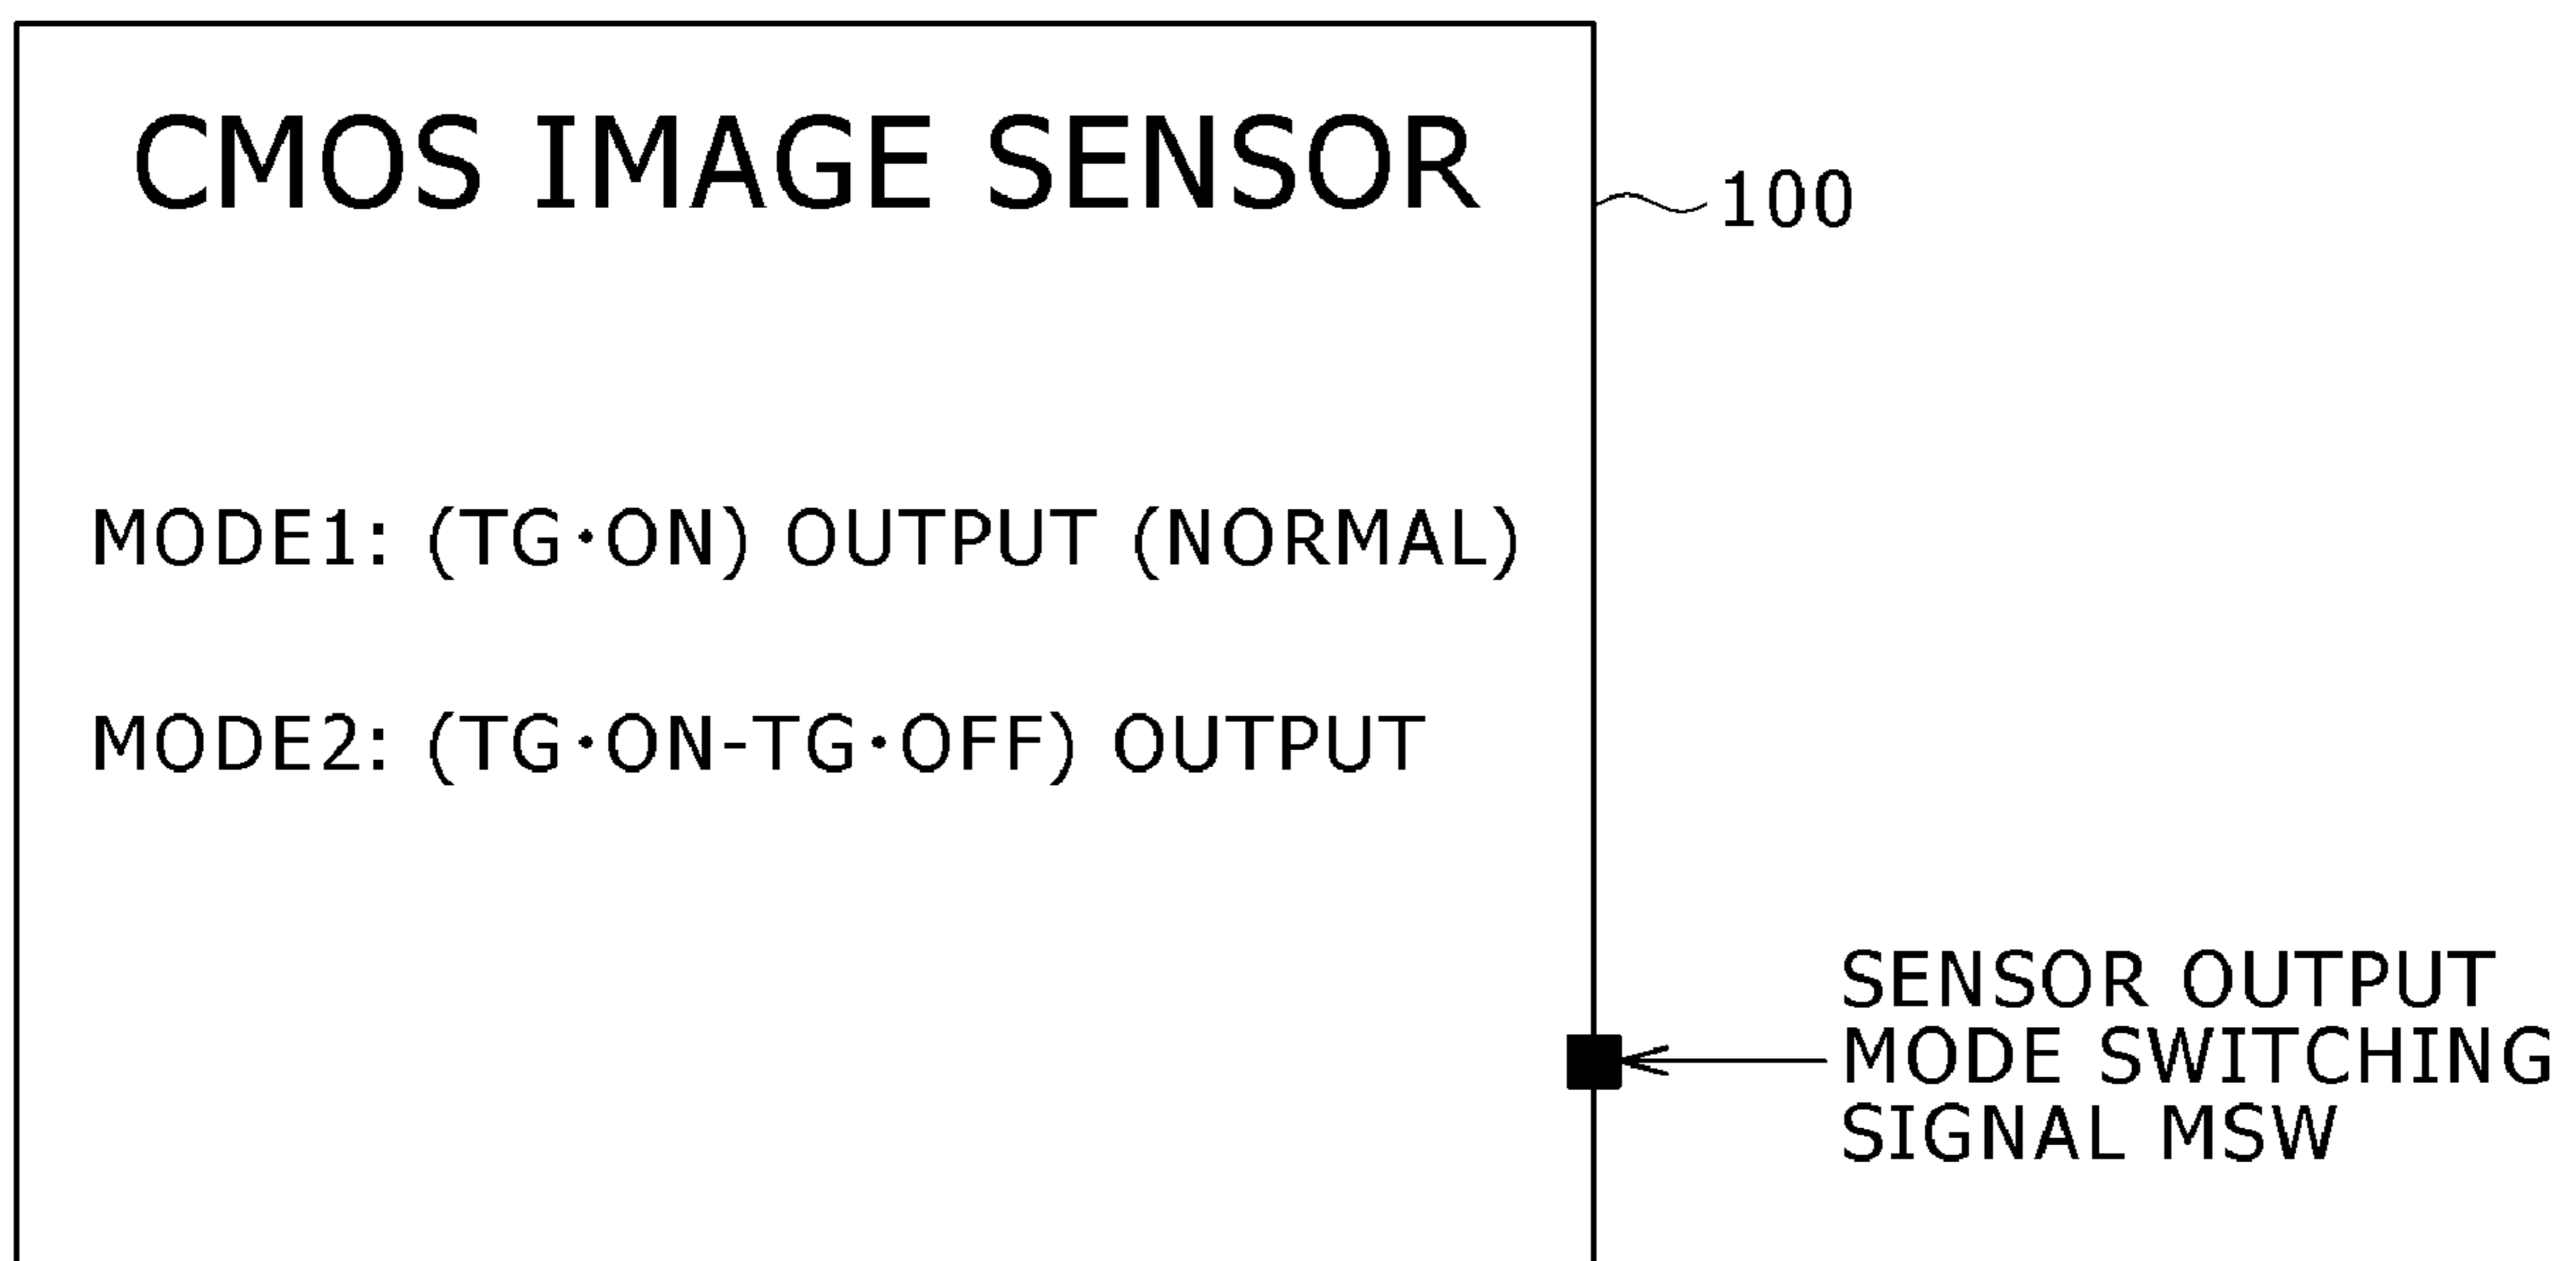 CMOS IMAGE SENSOR
100
MODE1: (TG·ON) OUTPUT (NORMAL)
MODE2: (TG·ON-TG·OFF) OUTPUT
SENSOR OUTPUT
MODE SWITCHING
SIGNAL MSW